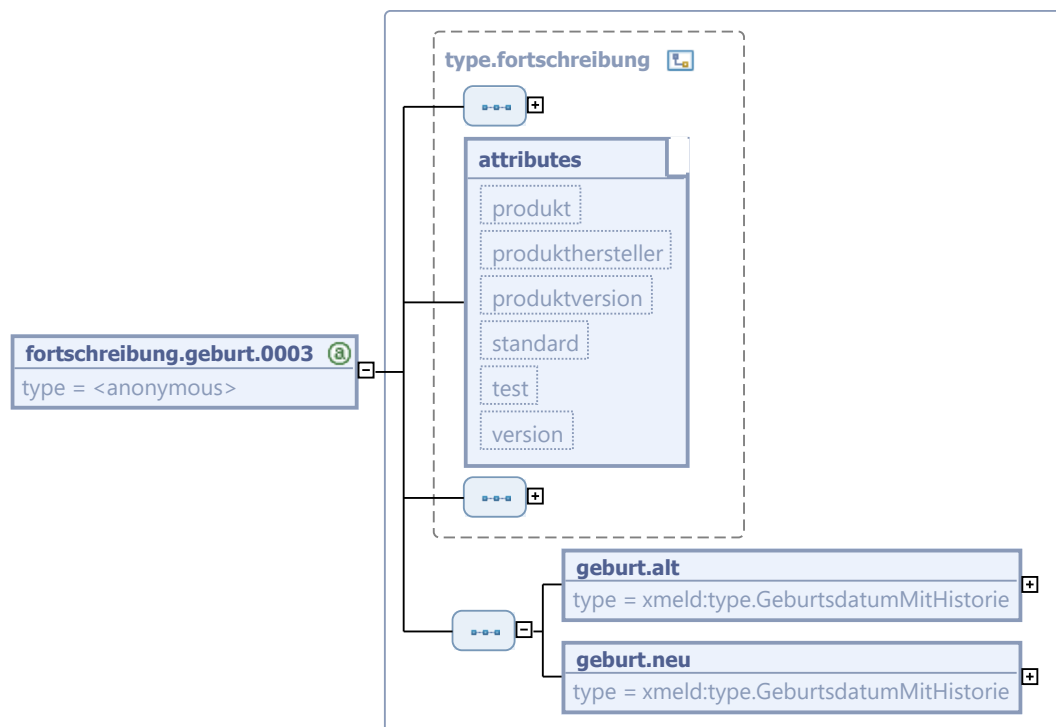 type.fortschreibung
attributes
produkt
produkthersteller
produktversion
standard
test
version
fortschreibung.geburt.0003 a
type = <anonymous>
geburt.alt
type = xmeld:type.GeburtsdatumMitHistorie
geburt.neu
type = xmeld:type.GeburtsdatumMitHistorie